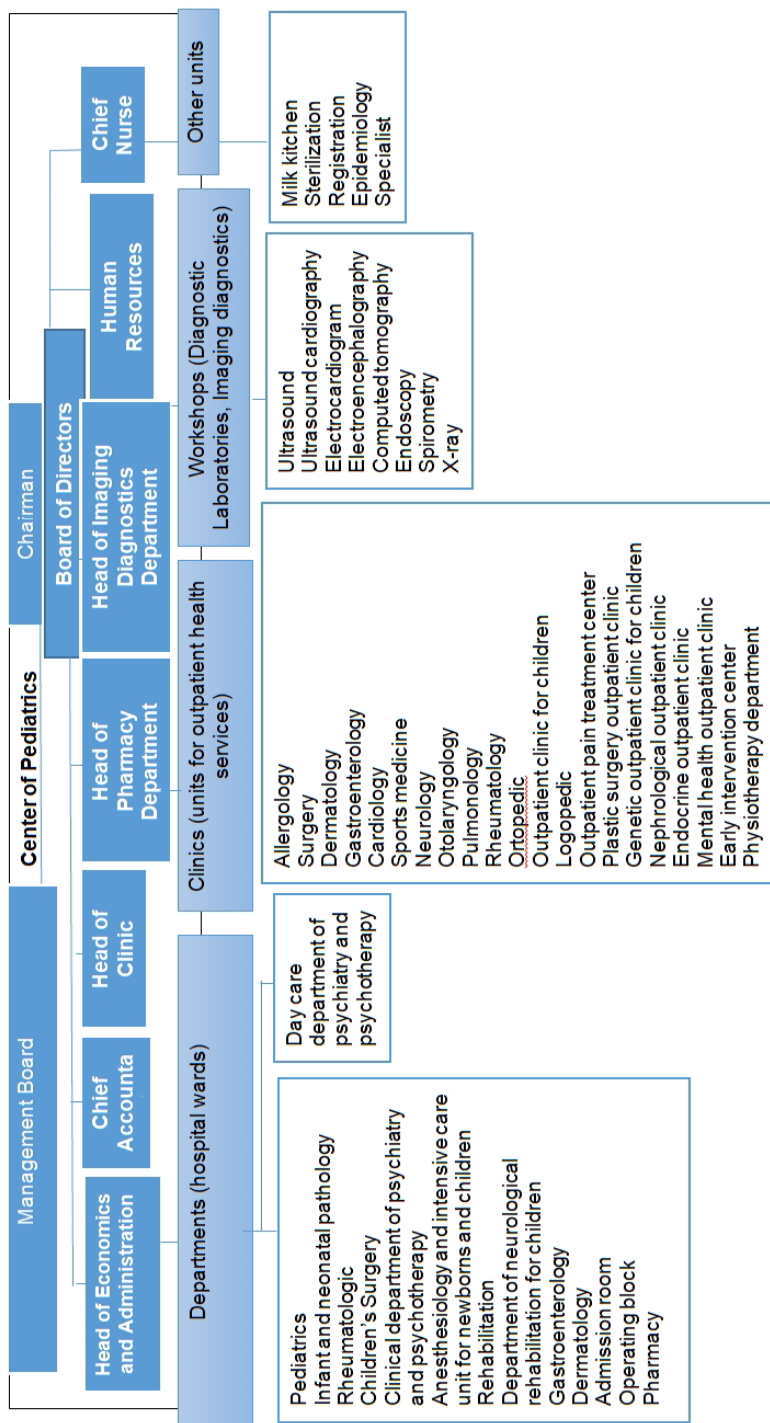 Management Board
Center of Pediatrics
Chairman
Board of Directors
Head of Economics
and Administration
Chief
Accounta
Head of
Clinic
Head of
Pharmacy
Department
Head of Imaging
Diagnostics
Department
Human
Resources
Chief
Nurse
Departments (hospital wards)
Clinics (units for outpatient health
services)
Workshops (Diagnostic
Laboratories, Imaging diagnostics)
Other units
Pediatrics
Infant and neonatal pathology
Rheumatologic
Children's Surgery
Clinical department of psychiatry
and psychotherapy
Anesthesiology and intensive care
unit for newborns and children
Rehabilitation
Department of neurological
rehabilitation for children
Gastroenterology
Dermatology
Admission room
Operating block
Pharmacy
Day care
department of
psychiatry and
psychotherapy
Allergology
Surgery
Dermatology
Gastroenterology
Cardiology
Sports medicine
Neurology
Otolaryngology
Pulmonology
Rheumatology
Ortopedic
Outpatient clinic for children
Logopedic
Outpatient pain treatment center
Plastic surgery outpatient clinic
Genetic outpatient clinic for children
Nephrological outpatient clinic
Endocrine outpatient clinic
Mental health outpatient clinic
Early intervention center
Physiotherapy department
Ultrasound
Ultrasound cardiography
Electrocardiogram
Electroencephalography
Computed tomography
Endoscopy
Spirometry
X-ray
Milk kitchen
Sterilization
Registration
Epidemiology
Specialist